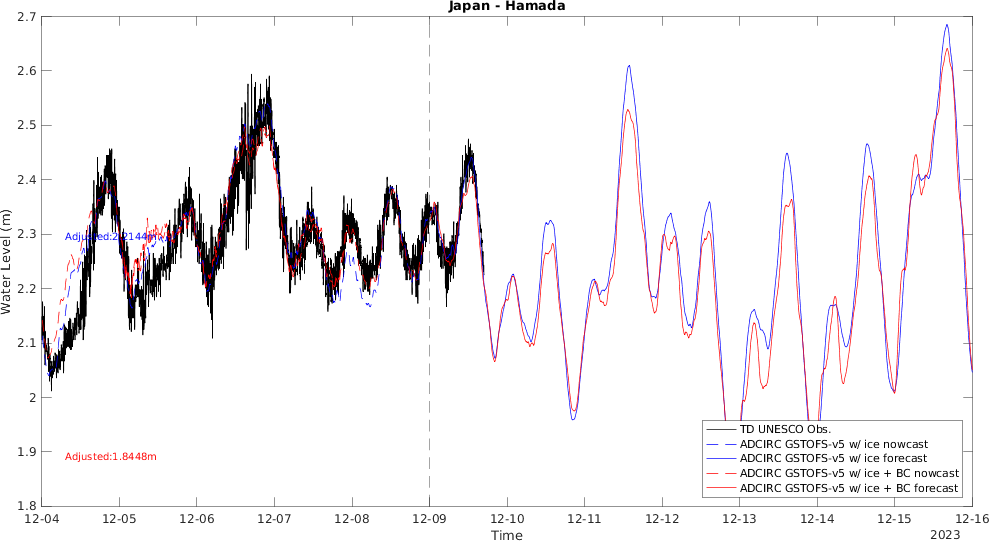 Japan - Hamada
2.7
2.6
2.5
2.4
2.3
2.2
2.1
2
1.9
1.8
Water Level (m)
Adjusted:2.2144m
Adjusted:1.8448m
TD UNESCO Obs.
ADCIRC GSTOFS-v5 w/ ice nowcast
ADCIRC GSTOFS-v5 w/ ice forecast
ADCIRC GSTOFS-v5 w/ ice + BC nowcast
ADCIRC GSTOFS-v5 w/ ice + BC forecast
12-04 12-05 12-06 12-07 12-08 12-09 12-10 12-11 12-12 12-13 12-14 12-15 12-16
Time
2023